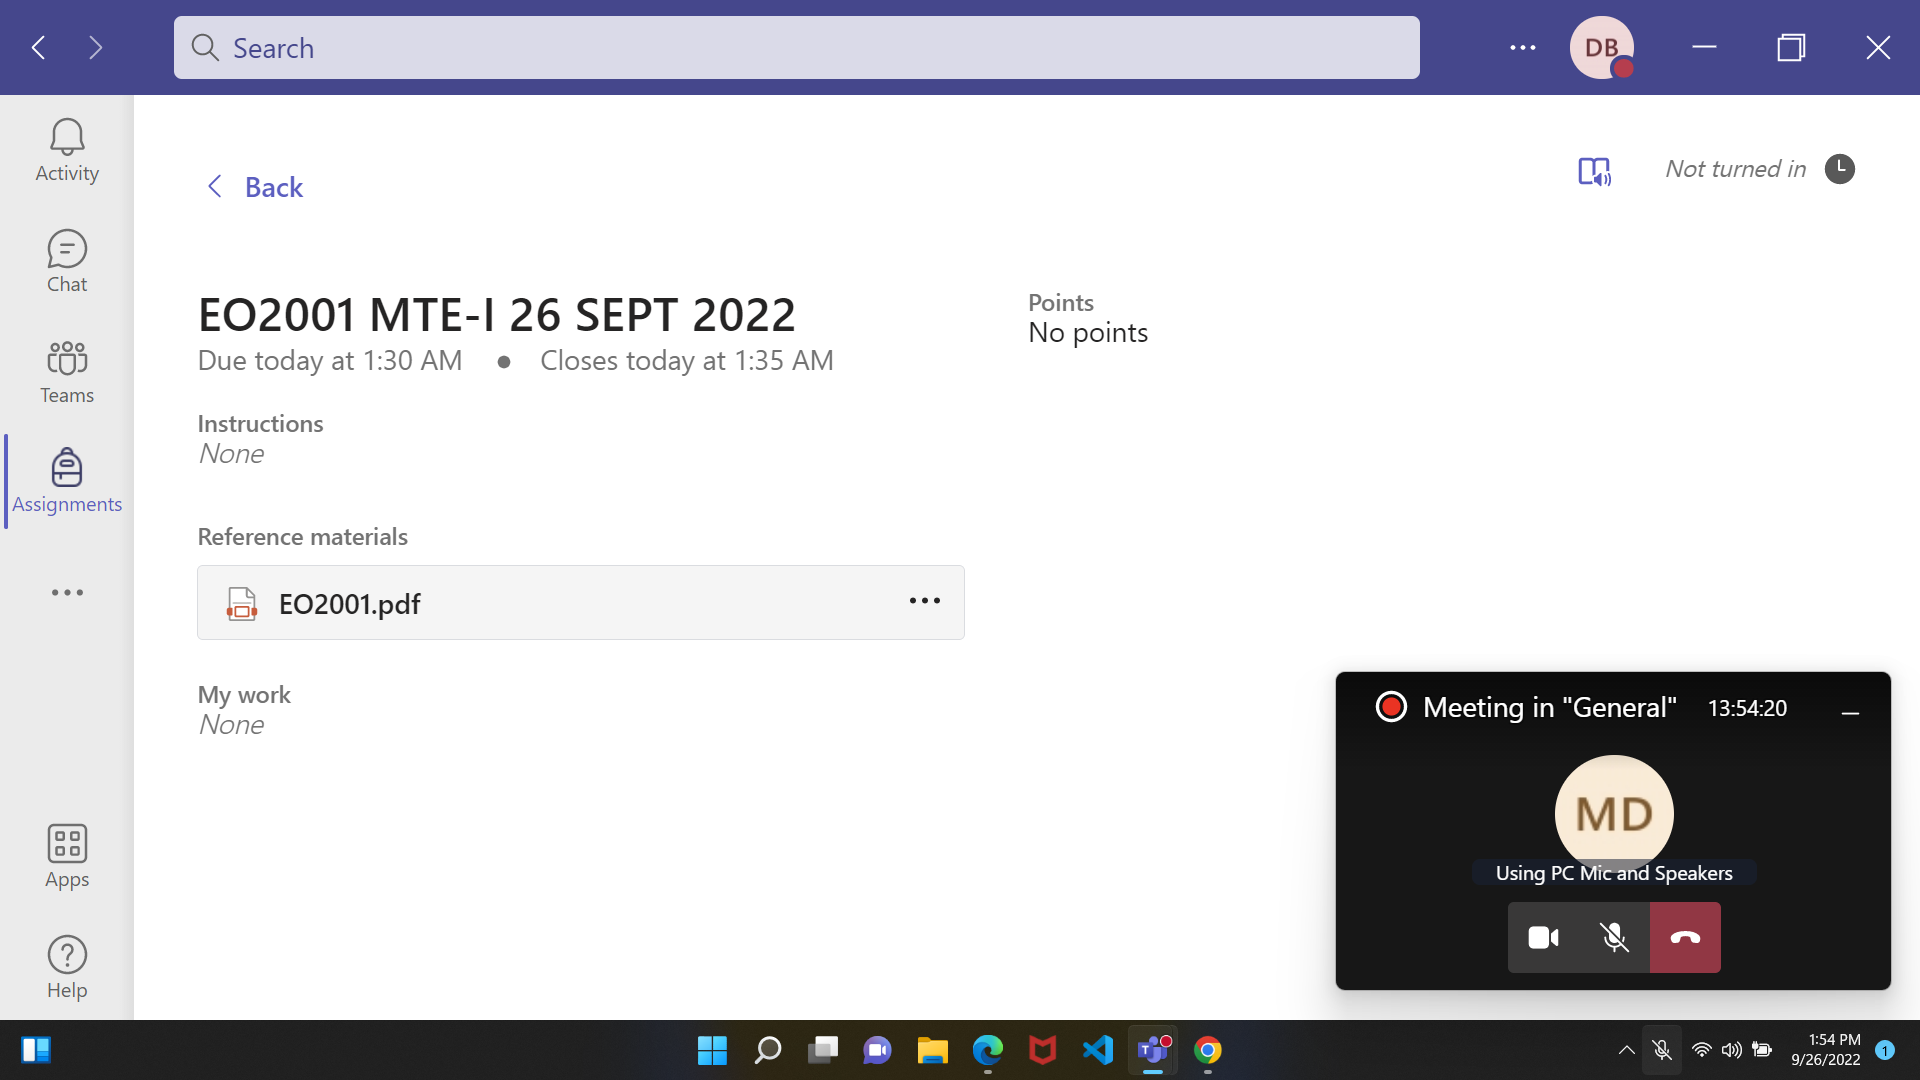 Search
DB
Activity
Chat
Teams
Assignments
Apps
Help
Back
Not turned in
EO2001 MTE-I 26 SEPT 2022
Due today at 1:30 AM • Closes today at 1:35 AM
Points
No points
Instructions
None
Reference materials
EO2001.pdf
My work
None
Meeting in "General" 13:54:20
MD
Using PC Mic and Speakers
1:54 PM
9/26/2022
1